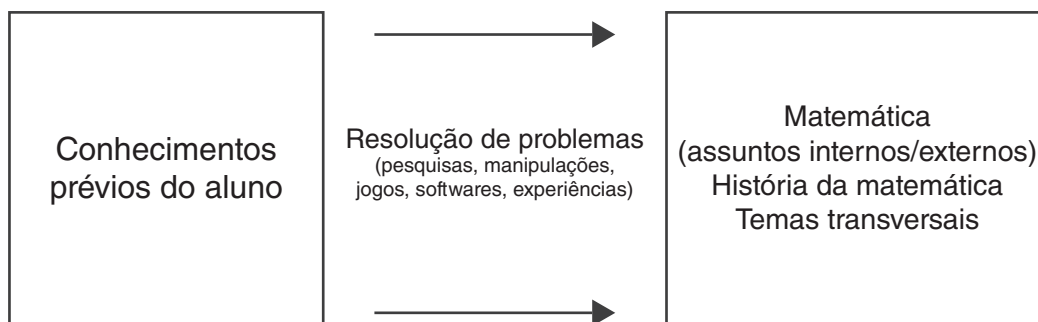 Conhecimentos
prévios do aluno
Resolução de problemas
(pesquisas, manipulações,
jogos, softwares, experiências)
Matemática
(assuntos internos/externos)
História da matemática
Temas transversais